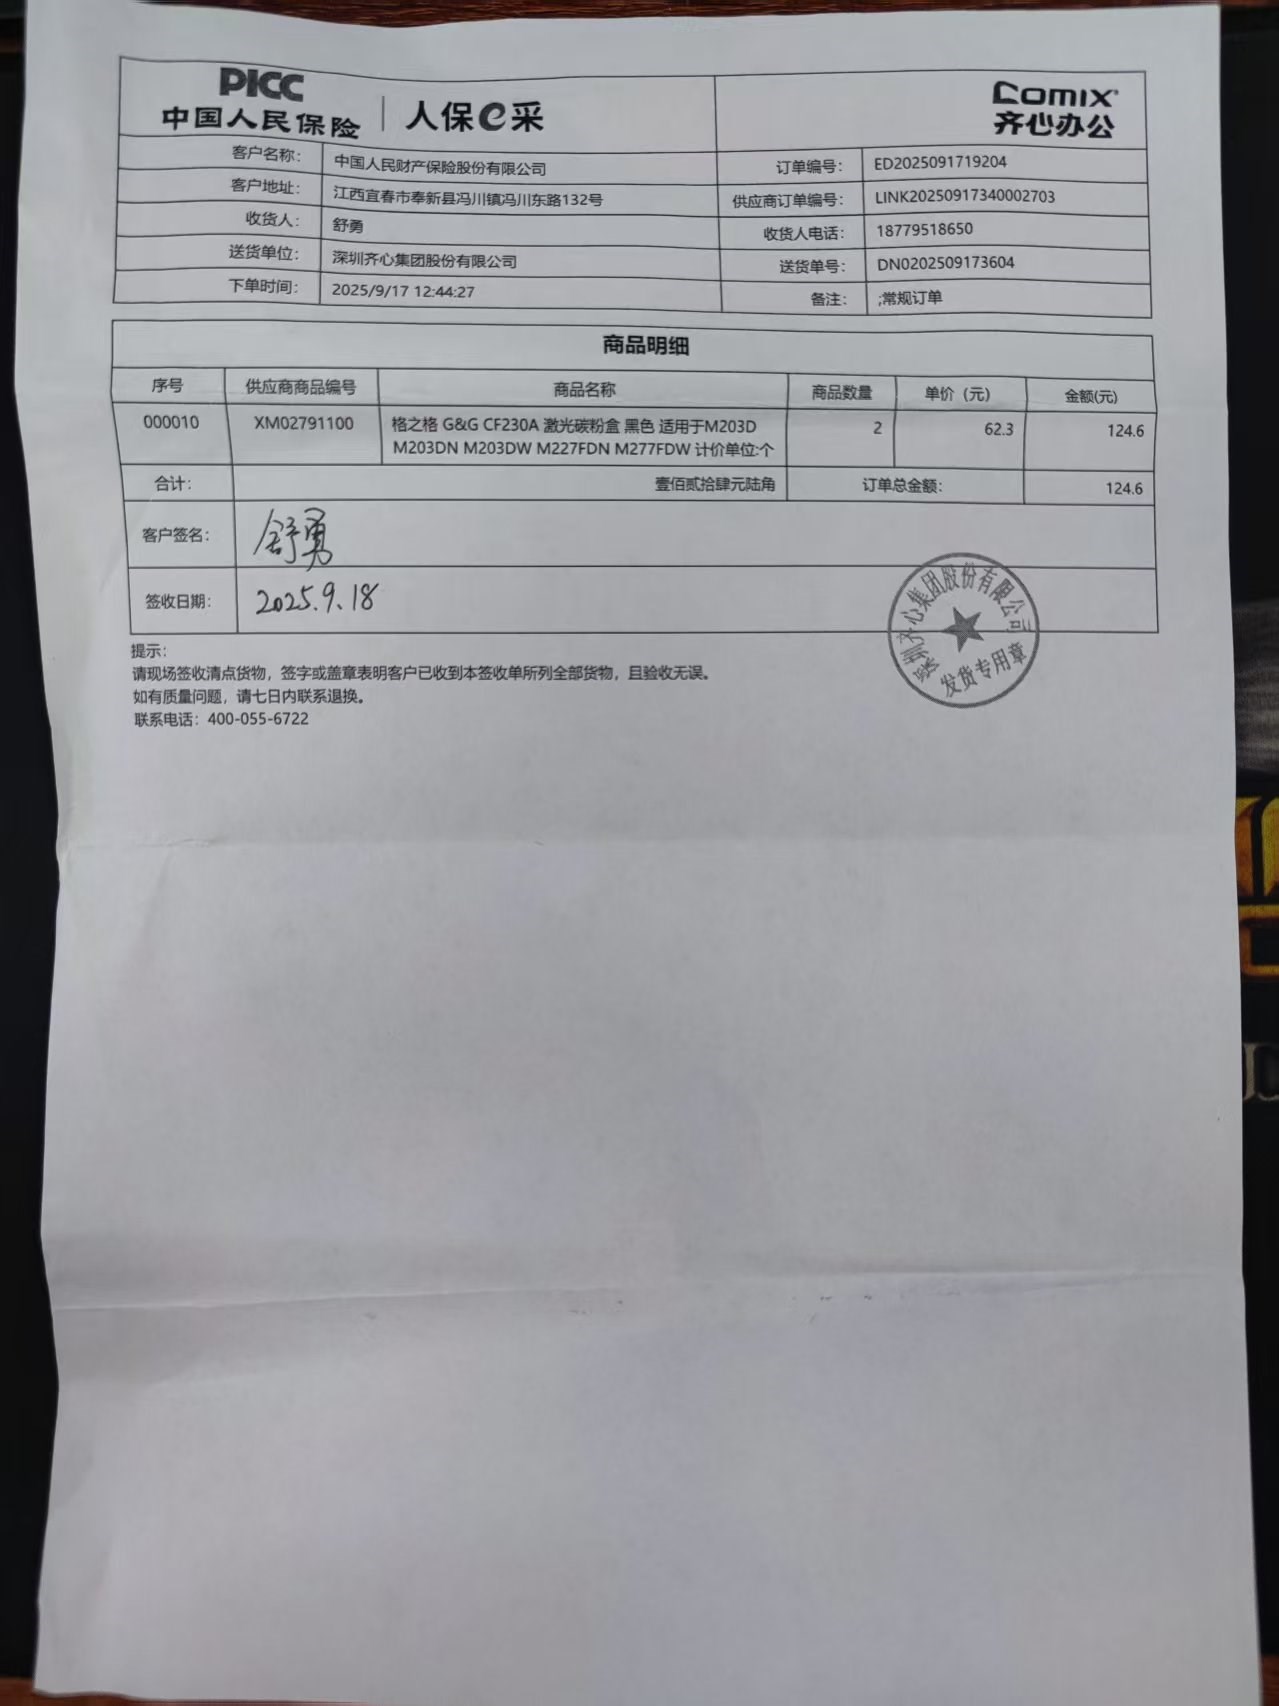 PICC
中国人民保险 | 人保e采
Comix
齐心办公
客户名称： 中国人民财产保险股份有限公司 订单编号： ED2025091719204
客户地址： 江西宜春市奉新县冯川镇冯川东路132号 供应商订单编号： LINK20250917340002703
收货人： 舒勇 收货人电话： 18779518650
送货单位： 深圳齐心集团股份有限公司 送货单号： DN0202509173604
下单时间： 2025/9/17 12:44:27 备注： ;常规订单
商品明细
序号 供应商商品编号 商品名称 商品数量 单价（元） 金额(元)
000010 XM02791100 格之格 G&G CF230A 激光碳粉盒 黑色 适用于M203D 2 62.3 124.6
M203DN M203DW M227FDN M277FDW 计价单位:个
合计： 壹佰贰拾肆元陆角 订单总金额： 124.6
客户签名： 舒勇
签收日期： 2025.9.18
深圳齐心集团股份有限公司
发货专用章
提示：
请现场签收清点货物，签字或盖章表明客户已收到本签收单所列全部货物，且验收无误。
如有质量问题，请七日内联系退换。
联系电话：400-055-6722